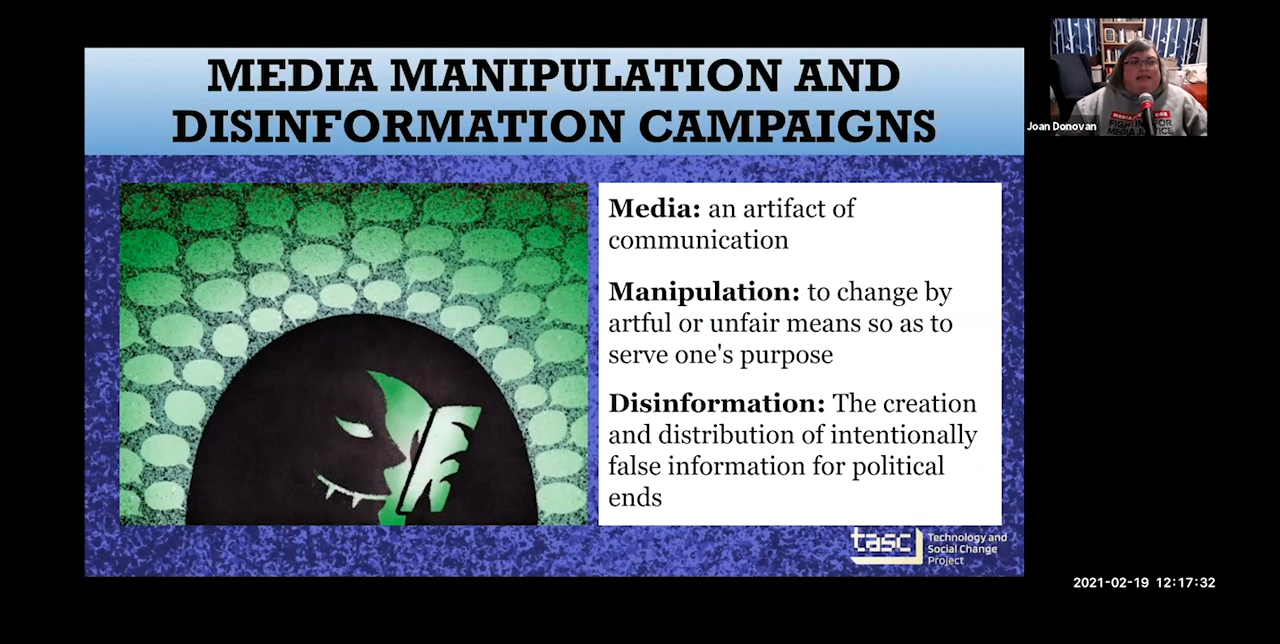 MEDIA MANIPULATION AND
DISINFORMATION CAMPAIGNS
Media: an artifact of
communication
Manipulation: to change by
artful or unfair means so as to
serve one's purpose
Disinformation: The creation
and distribution of intentionally
false information for political
ends
tasc
Technology and
Social Change
Project
Joan Donovan
FOR
MEDIA
2021-02-19 12:17:32